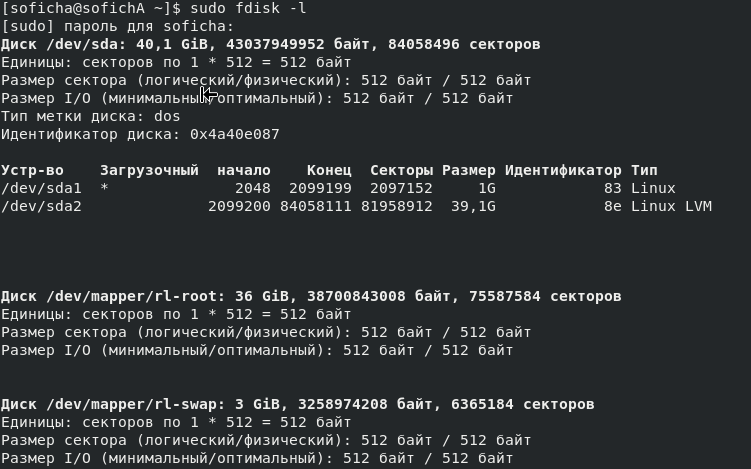 [soficha@sofichA ~]$ sudo fdisk -l
[sudo] пароль для soficha:
Диск /dev/sda: 40,1 GiB, 43037949952 байт, 84058496 секторов
Единицы: секторов по 1 * 512 = 512 байт
Размер сектора (логический/физический): 512 байт / 512 байт
Размер I/O (минимальный/оптимальный): 512 байт / 512 байт
Тип метки диска: dos
Идентификатор диска: 0x4a40e087
Устр-во    Загрузочный  начало    Конец  Секторы Размер Идентификатор Тип
/dev/sda1  *              2048  2099199  2097152     1G            83 Linux
/dev/sda2              2099200 84058111 81958912  39,1G            8e Linux LVM
Диск /dev/mapper/rl-root: 36 GiB, 38700843008 байт, 75587584 секторов
Единицы: секторов по 1 * 512 = 512 байт
Размер сектора (логический/физический): 512 байт / 512 байт
Размер I/O (минимальный/оптимальный): 512 байт / 512 байт
Диск /dev/mapper/rl-swap: 3 GiB, 3258974208 байт, 6365184 секторов
Единицы: секторов по 1 * 512 = 512 байт
Размер сектора (логический/физический): 512 байт / 512 байт
Размер I/O (минимальный/оптимальный): 512 байт / 512 байт